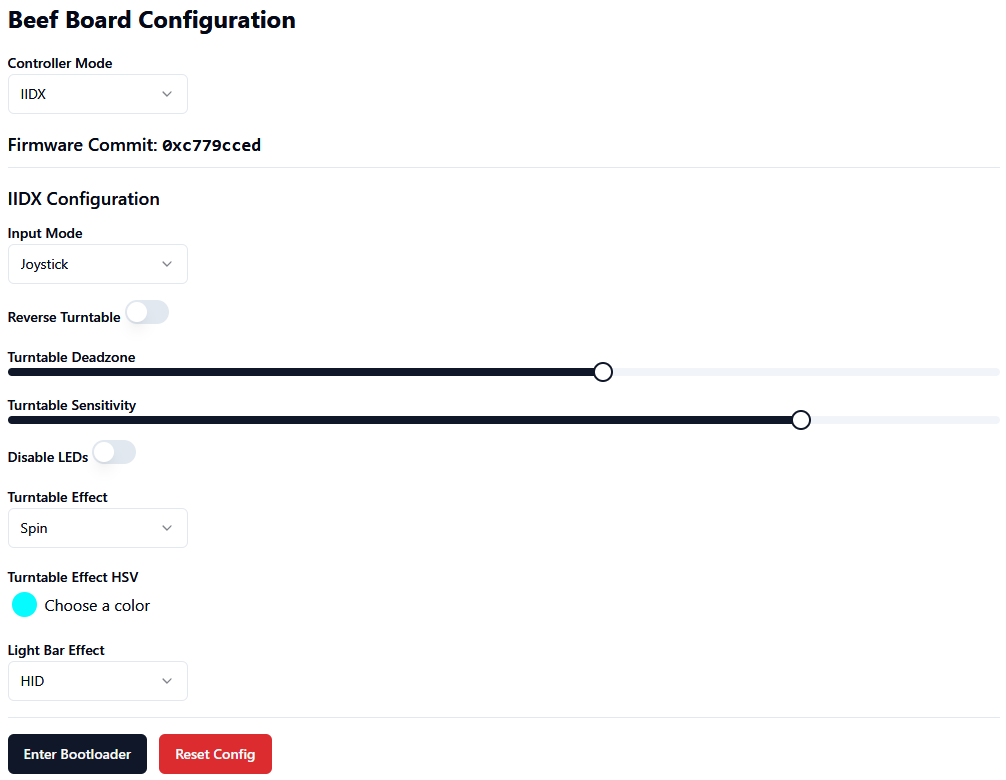 Beef Board Configuration
Controller Mode
IIDX
Firmware Commit: 0xc779cced
IIDX Configuration
Input Mode
Joystick
Reverse Turntable
Turntable Deadzone
Turntable Sensitivity
Disable LEDs
Turntable Effect
Spin
Turntable Effect HSV
Choose a color
Light Bar Effect
HID
Enter Bootloader Reset Config